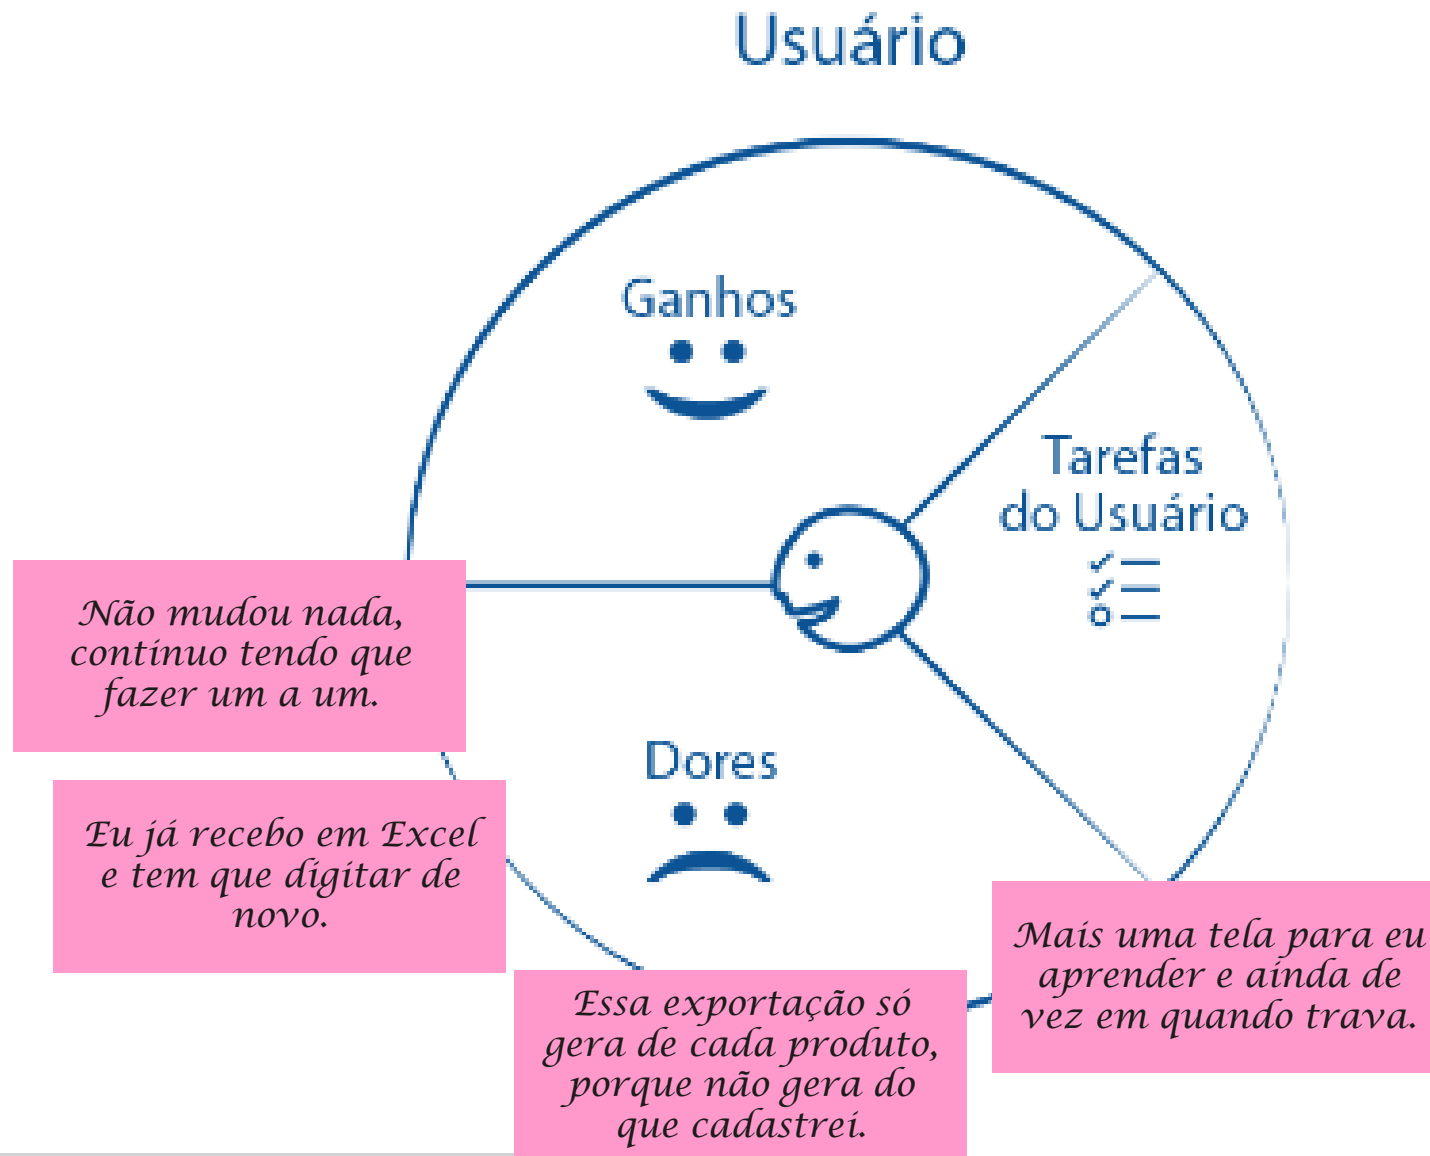 Usuário
Ganhos
Tarefas
do Usuário
Não mudou nada,
continuo tendo que
fazer um a um.
Dores
Eu já recebo em Excel
e tem que digitar de
novo.
Mais uma tela para eu
aprender e ainda de
vez em quando trava.
Essa exportação só
gera de cada produto,
porque não gera do
que cadastrei.